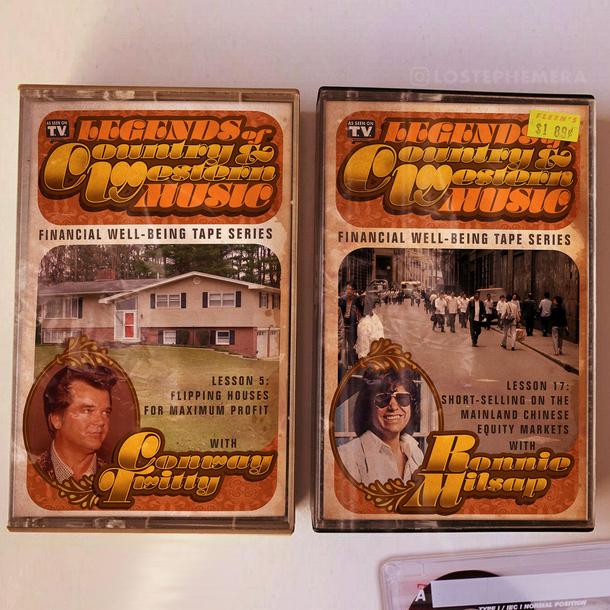 @LOSTEPHEMERA
AS SEEN ON
TV
LEGENDS of
Country &
Western
MUSIC
FINANCIAL WELL-BEING TAPE SERIES
LESSON 5:
FLIPPING HOUSES
FOR MAXIMUM PROFIT
WITH
Conway
Twitty
AS SEEN ON
TV
FLEEN'S
$1 89¢
LEGENDS of
Country &
Western
MUSIC
FINANCIAL WELL-BEING TAPE SERIES
LESSON 17:
SHORT-SELLING ON THE
MAINLAND CHINESE
EQUITY MARKETS
WITH
Ronnie
Milsap
A
TYPE I / IEC I NORMAL POSITION